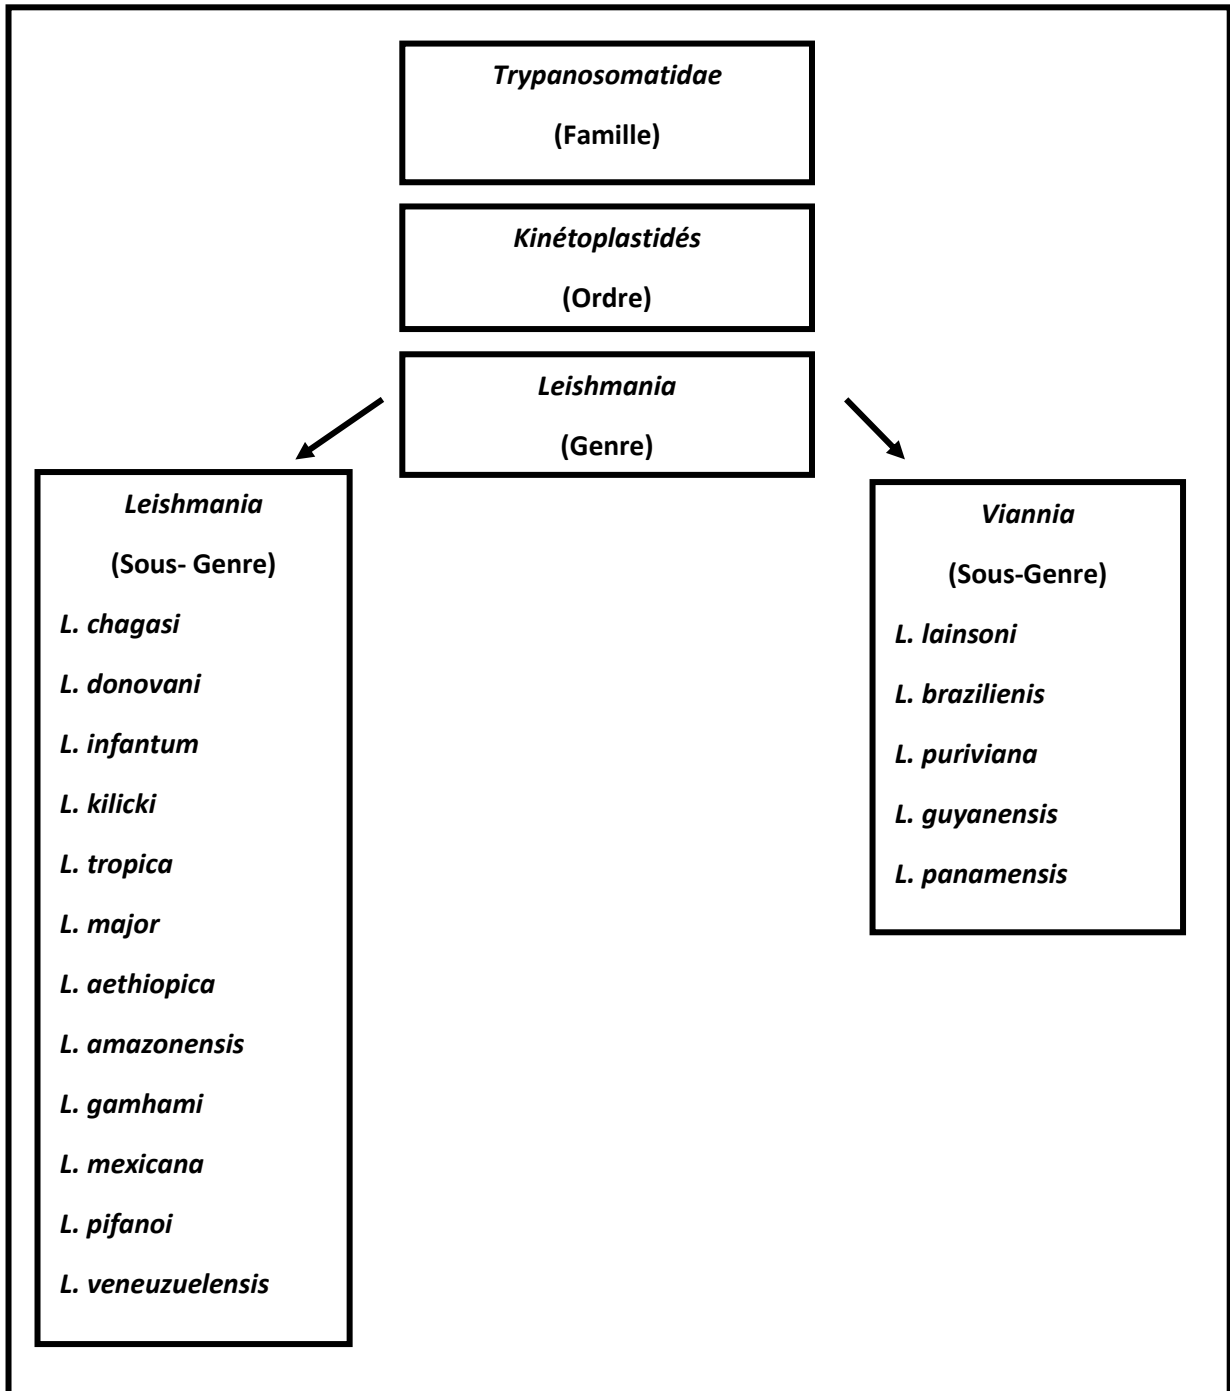 Trypanosomatidae
(Famille)
Kinétoplastidés
(Ordre)
Leishmania
(Genre)
Leishmania
(Sous- Genre)
L. chagasi
L. donovani
L. infantum
L. kilicki
L. tropica
L. major
L. aethiopica
L. amazonensis
L. gamhami
L. mexicana
L. pifanoi
L. veneuzuelensis
Viannia
(Sous-Genre)
L. lainsoni
L. brazilienis
L. puriviana
L. guyanensis
L. panamensis